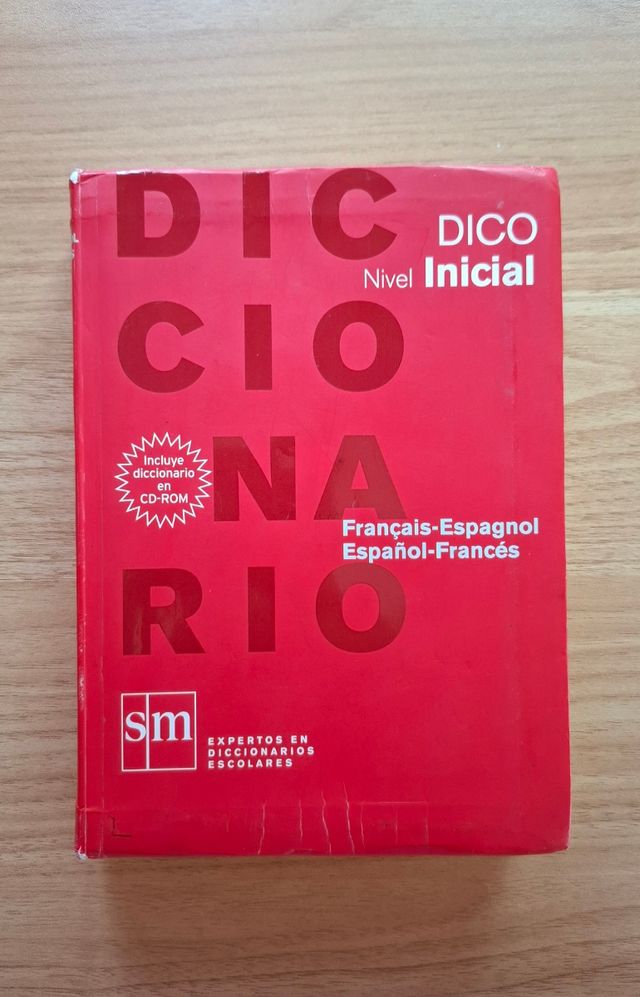 DIC
CIO
NA
RIO
DICO
Nivel Inicial
Incluye
diccionario
en
CD-ROM
Français-Espagnol
Español-Francés
sm
EXPERTOS EN
DICCIONARIOS
ESCOLARES